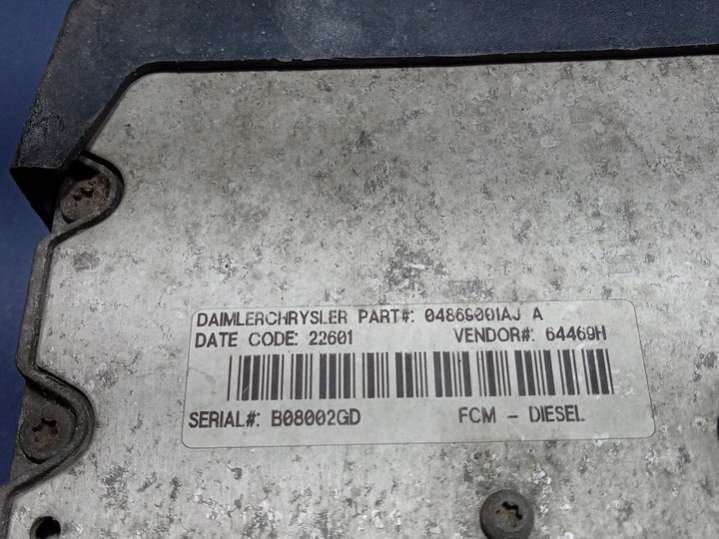 DAIMLERCHRYSLER PART#: 04869001AJ A
DATE CODE: 22601 VENDOR#: 64469H
SERIAL#: B08002GD FCM - DIESEL